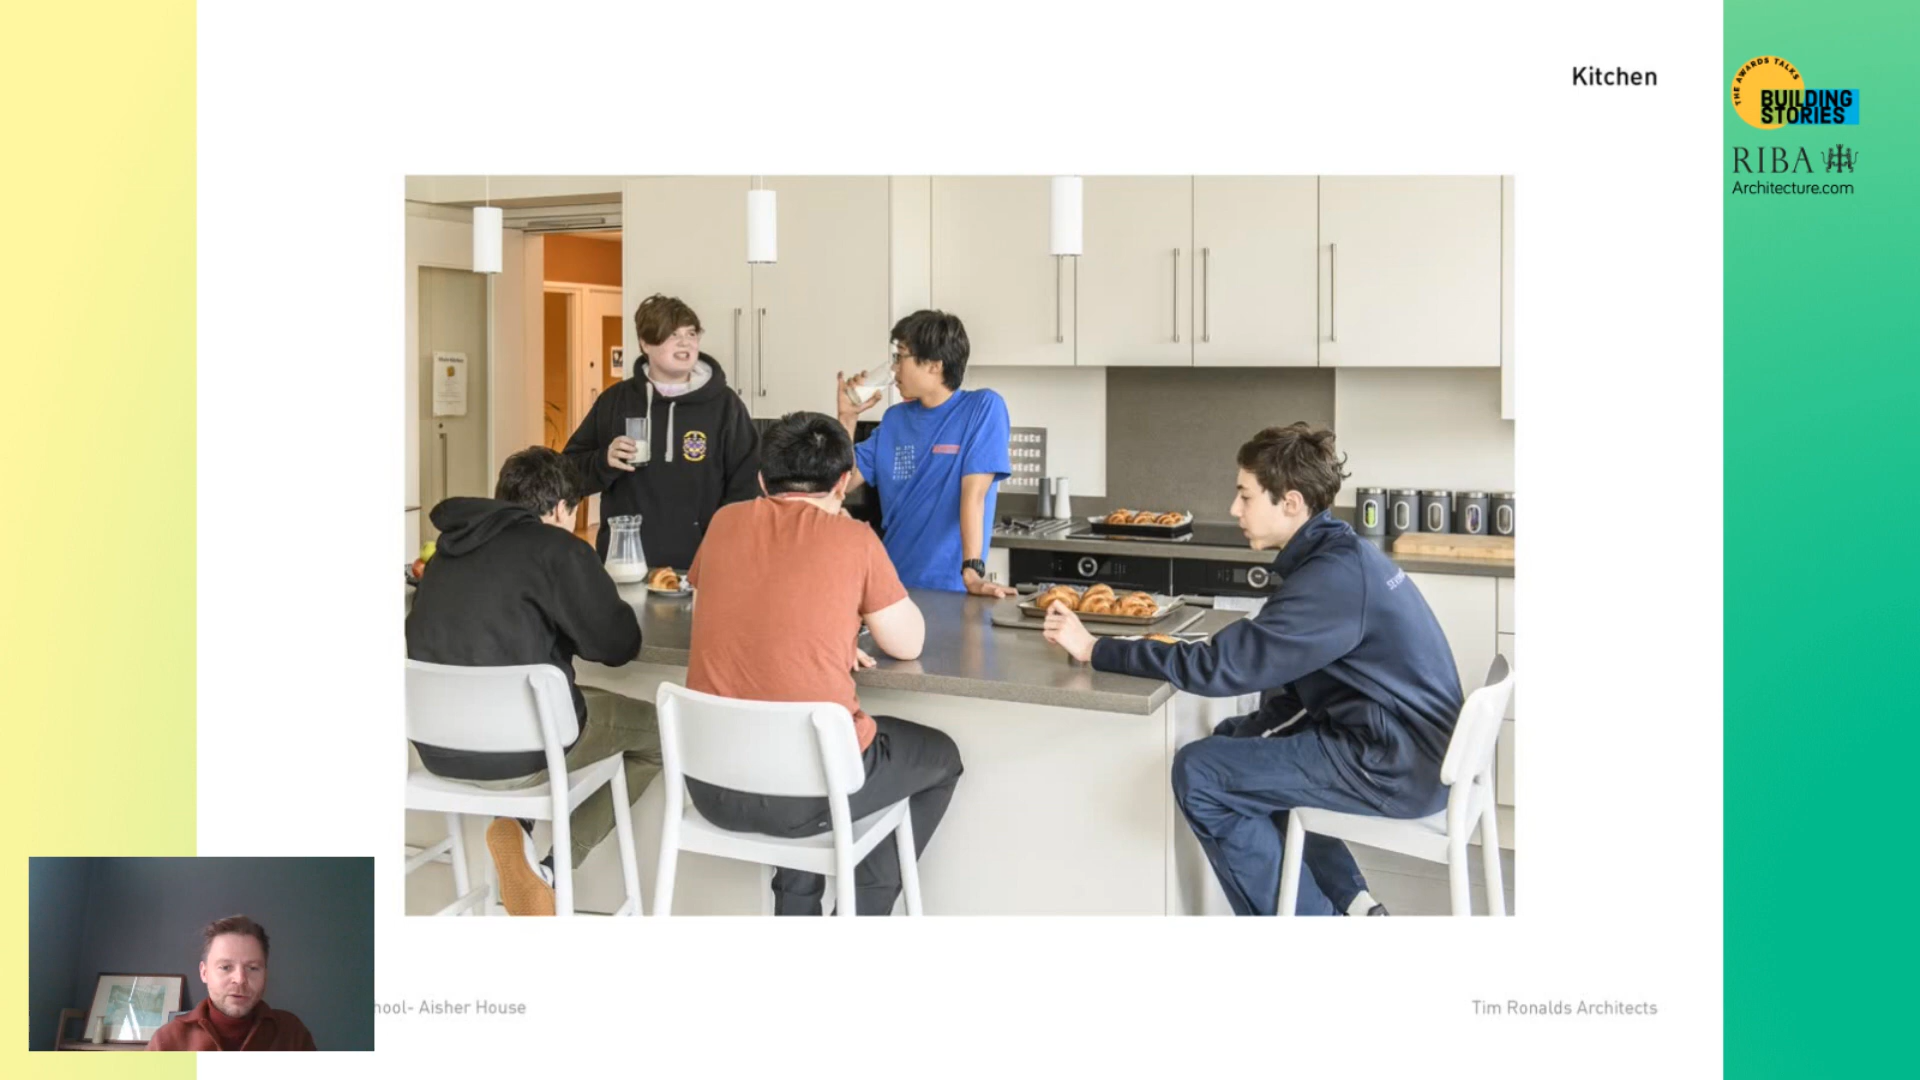 Kitchen
THE AWARDS TALKS
BUILDING
STORIES
RIBA
Architecture.com
hool- Aisher House
Tim Ronalds Architects